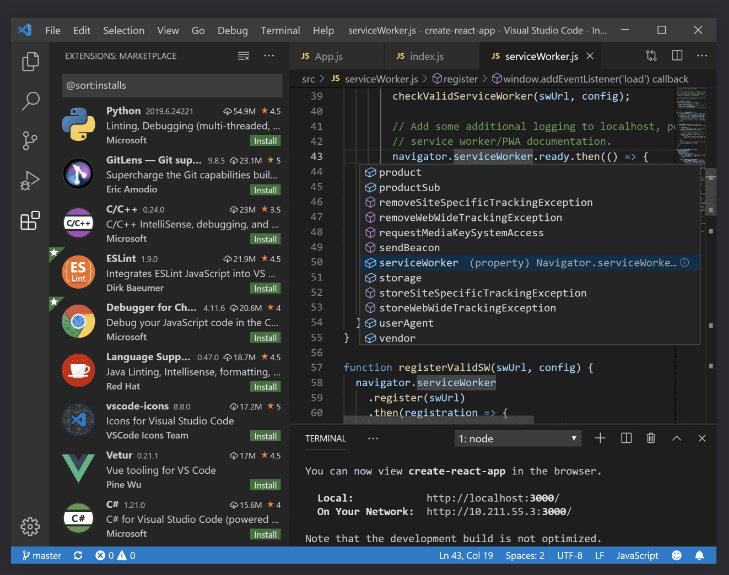 File Edit Selection View Go Debug Terminal Help serviceWorker.js - create-react-app - Visual Studio Code - In...
EXTENSIONS: MARKETPLACE
@sort:installs
Python 2019.6.24221 54.9M 4.5
Linting, Debugging (multi-threaded, ...
Microsoft Install
GitLens — Git sup... 9.8.5 23.1M 5
Supercharge the Git capabilities buil...
Eric Amodio Install
C/C++ C/C++ 0.24.0 23M 3.5
C/C++ IntelliSense, debugging, and ...
Microsoft Install
ES Lint ESLint 1.9.0 21.9M 4.5
Integrates ESLint JavaScript into VS ...
Dirk Baeumer Install
Debugger for Ch... 4.11.6 20.6M 4
Debug your JavaScript code in the C...
Microsoft Install
Language Supp... 0.47.0 18.7M 4.5
Java Linting, Intellisense, formatting, ...
Red Hat Install
vscode-icons 8.8.0 17.2M 5
Icons for Visual Studio Code
VSCode Icons Team Install
Vetur 0.21.1 17M 4.5
Vue tooling for VS Code
Pine Wu Install
C# C# 1.21.0 15.6M 4
C# for Visual Studio Code (powered ...
Microsoft Install
JS App.js JS index.js JS serviceWorker.js
src > JS serviceWorker.js > register > window.addEventListener('load') callback
39 checkValidServiceWorker(swUrl, config);
40
41 // Add some additional logging to localhost, po
42 // service worker/PWA documentation.
43 navigator.serviceWorker.ready.then(() => {
44 product
45 productSub
46 removeSiteSpecificTrackingException
47 removeWebWideTrackingException
48 requestMediaKeySystemAccess
49 sendBeacon
50 serviceWorker (property) Navigator.serviceWorke...
51 storage
52 storeSiteSpecificTrackingException
53 storeWebWideTrackingException
54 } userAgent
55 } vendor
56
57 function registerValidSW(swUrl, config) {
58 navigator.serviceWorker
59 .register(swUrl)
60 .then(registration => {
TERMINAL ... 1: node
You can now view create-react-app in the browser.
Local: http://localhost:3000/
On Your Network: http://10.211.55.3:3000/
Note that the development build is not optimized.
master 0 0 Ln 43, Col 19 Spaces: 2 UTF-8 LF JavaScript